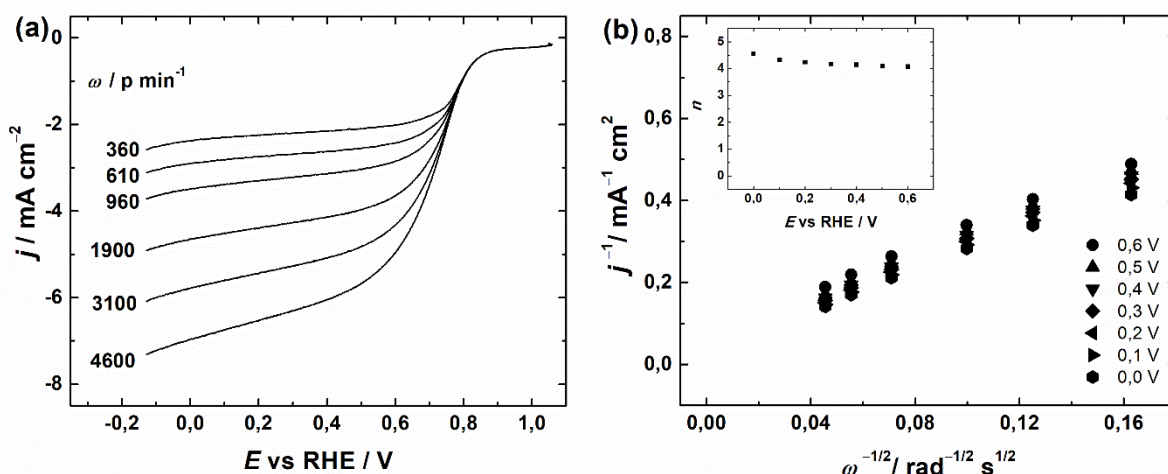 (a)
ω / p min⁻¹
360
610
960
1900
3100
4600
0
-2
-4
-6
-8
j / mA cm⁻²
-0,2 0,0 0,2 0,4 0,6 0,8 1,0
E vs RHE / V
(b)
0,8
0,6
0,4
0,2
0,0
j⁻¹/ mA⁻¹ cm²
5
4
3
2
1
0
n
0,0 0,2 0,4 0,6
E vs RHE / V
0,6 V
0,5 V
0,4 V
0,3 V
0,2 V
0,1 V
0,0 V
0,00 0,04 0,08 0,12 0,16
ω⁻¹/²/ rad⁻¹/² s¹/²